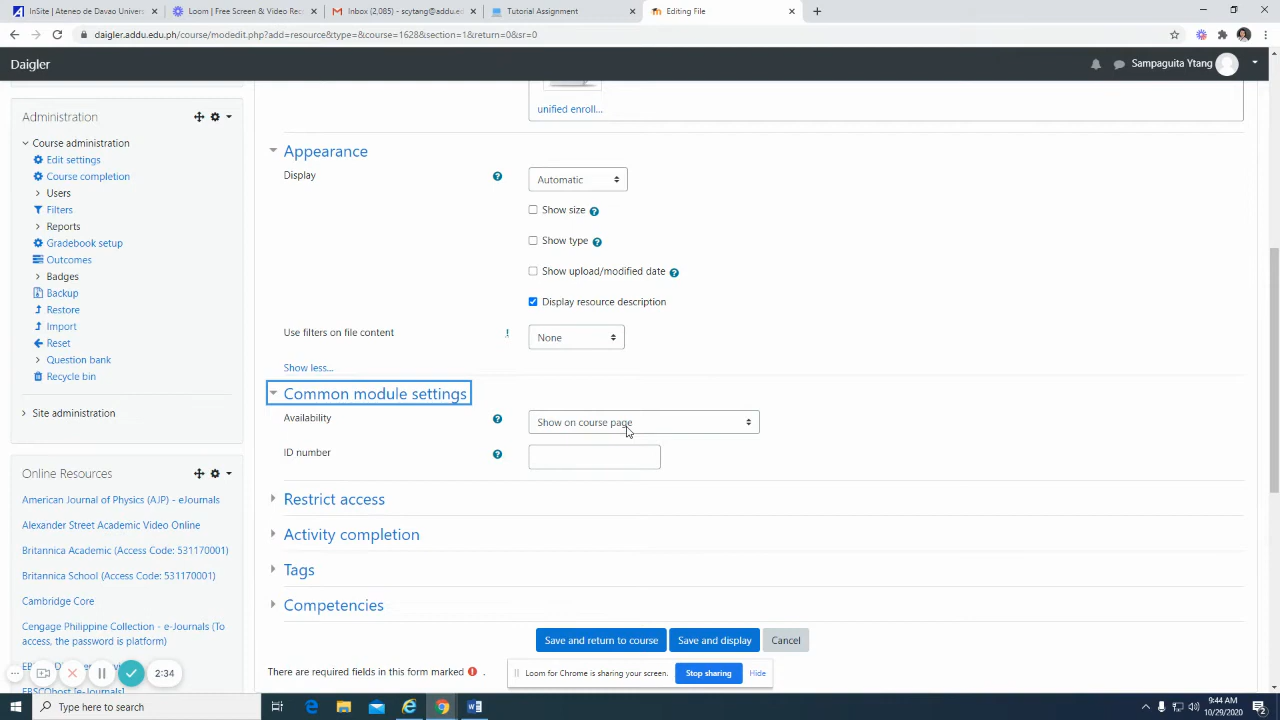 InSite | Ateneo de Davao Univers
Loom | Free Screen & Video Rec
Inbox (2,085) - scytang@addu.ed
Tutorial Assignment
Editing File
daigler.addu.edu.ph/course/modedit.php?add=resource&type=&course=1628&section=1&return=0&sr=0
Daigler
Sampaguita Ytang
Administration
Course administration
Edit settings
Course completion
Users
Filters
Reports
Gradebook setup
Outcomes
Badges
Backup
Restore
Import
Reset
Question bank
Recycle bin
Site administration
Online Resources
American Journal of Physics (AJP) - eJournals
Alexander Street Academic Video Online
Britannica Academic (Access Code: 531170001)
Britannica School (Access Code: 531170001)
Cambridge Core
Cengage Philippine Collection - e-Journals (To
access, the password is platform)
EBSCOhost [e-Journals]
2:34
unified enroll...
Appearance
Display
Automatic
Show size
Show type
Show upload/modified date
Display resource description
Use filters on file content
None
Show less...
Common module settings
Availability
Show on course page
ID number
Restrict access
Activity completion
Tags
Competencies
Save and return to course
Save and display
Cancel
There are required fields in this form marked
.
Loom for Chrome is sharing your screen.
Stop sharing
Hide
Type here to search
9:44 AM
10/29/2020
2